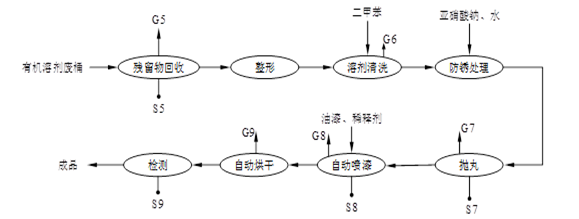 G5
二甲苯
G6
亚硝酸钠、水
有机溶剂废桶
残留物回收
整形
溶剂清洗
防锈处理
S5
油漆、稀释剂
G9
G8
G7
成品
检测
自动烘干
自动喷漆
抛丸
S9
S8
S7